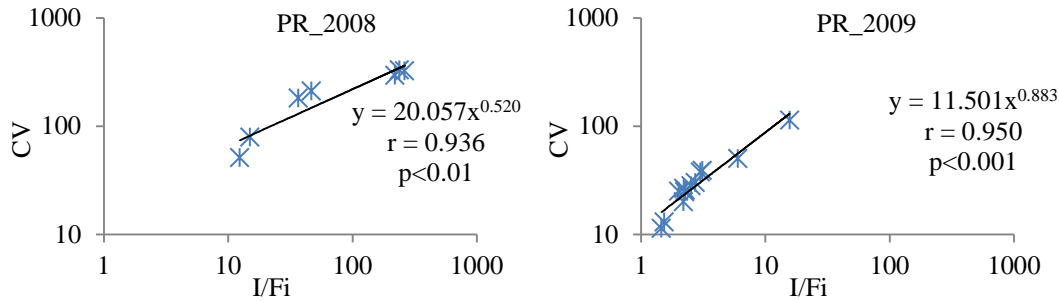 PR_2008
1000
100
10
CV
y = 20.057x^0.520
r = 0.936
p<0.01
1 10 100 1000
I/Fi
PR_2009
1000
100
10
CV
y = 11.501x^0.883
r = 0.950
p<0.001
1 10 100 1000
I/Fi